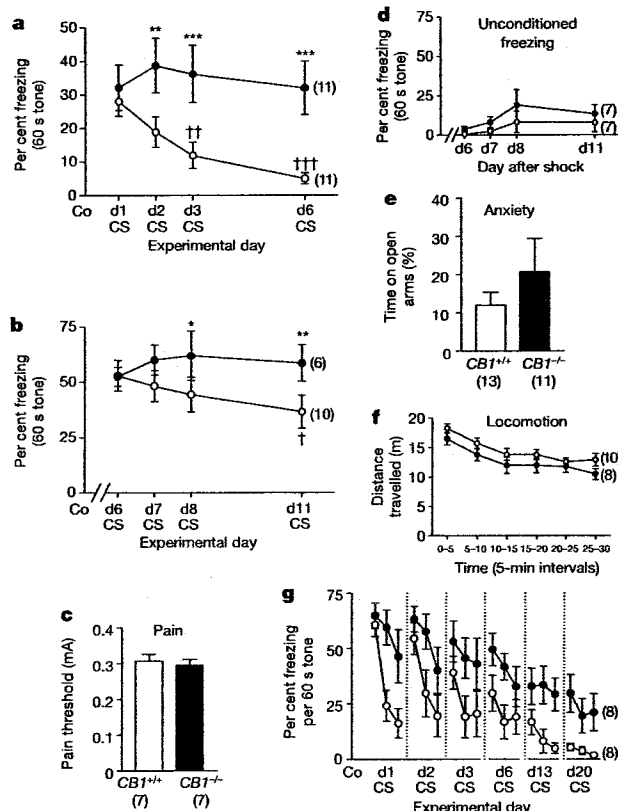 a
Per cent freezing
(60 s tone)
50
40
30
20
10
0
**
***
***
(11)
††
†††
(11)
Co d1 d2 d3 d6
CS CS CS CS
Experimental day
b
Per cent freezing
(60 s tone)
75
50
25
0
*
**
(6)
(10)
†
Co d6 d7 d8 d11
CS CS CS CS
Experimental day
c
Pain
Pain threshold (mA)
0.4
0.3
0.2
0.1
0
CB1+/+ CB1−/−
(7) (7)
d
Unconditioned
freezing
Per cent freezing
(60 s tone)
75
50
25
0
(7)
(7)
d6 d7 d8 d11
Day after shock
e
Anxiety
Time on open
arms (%)
40
30
20
10
0
CB1+/+ CB1−/−
(13) (11)
f
Locomotion
Distance
travelled (m)
20
15
10
0
(10)
(8)
0–5 5–10 10–15 15–20 20–25 25–30
Time (5-min intervals)
g
Per cent freezing
per 60 s tone
75
50
25
0
(8)
(8)
Co d1 d2 d3 d6 d13 d20
CS CS CS CS CS CS
Experimental day